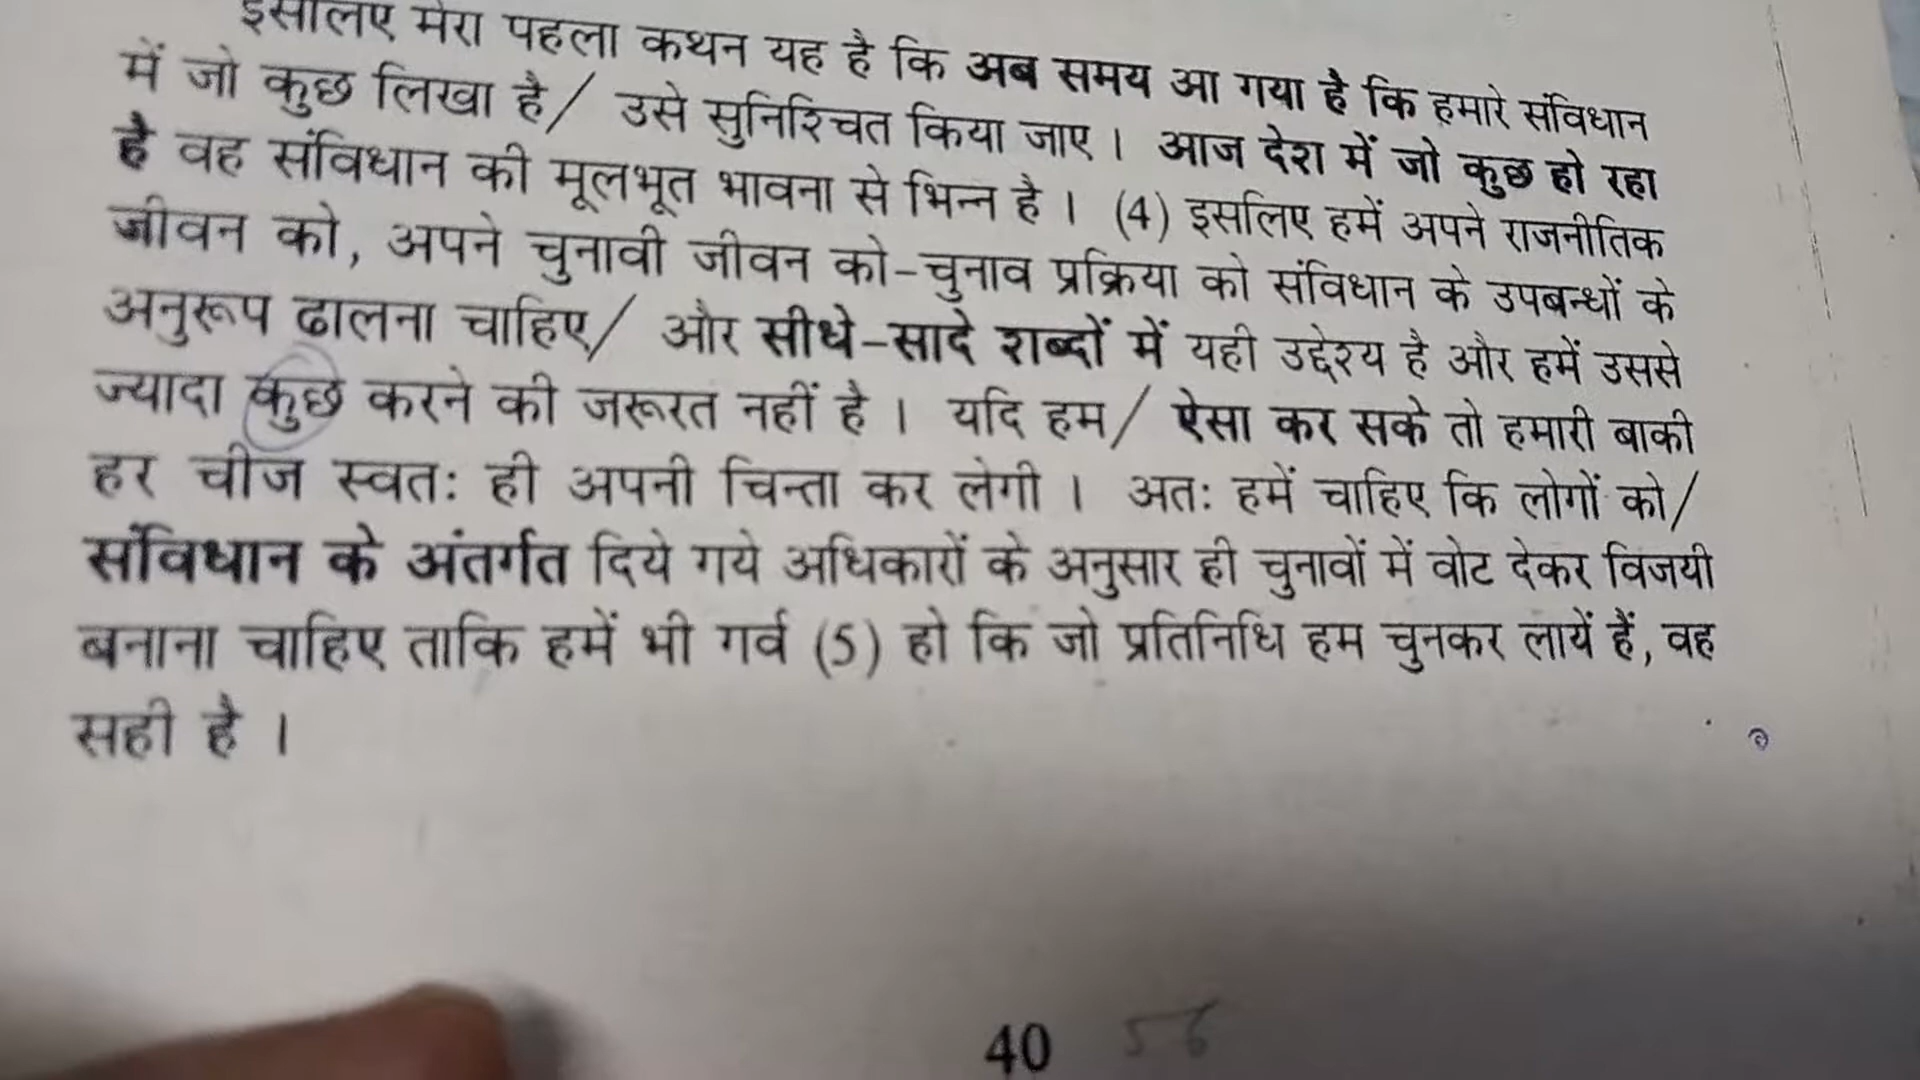 इसलिए मेरा पहला कथन यह है कि अब समय आ गया है कि हमारे संविधान
में जो कुछ लिखा है/ उसे सुनिश्चित किया जाए । आज देश में जो कुछ हो रहा
है वह संविधान की मूलभूत भावना से भिन्न है । (4) इसलिए हमें अपने राजनीतिक
जीवन को, अपने चुनावी जीवन को-चुनाव प्रक्रिया को संविधान के उपबन्धों के
अनुरूप ढालना चाहिए/ और सीधे-सादे शब्दों में यही उद्देश्य है और हमें उससे
ज्यादा कुछ करने की जरूरत नहीं है । यदि हम/ ऐसा कर सके तो हमारी बाकी
हर चीज स्वतः ही अपनी चिन्ता कर लेगी । अतः हमें चाहिए कि लोगों को/
संविधान के अंतर्गत दिये गये अधिकारों के अनुसार ही चुनावों में वोट देकर विजयी
बनाना चाहिए ताकि हमें भी गर्व (5) हो कि जो प्रतिनिधि हम चुनकर लायें हैं, वह
सही है ।
40 56